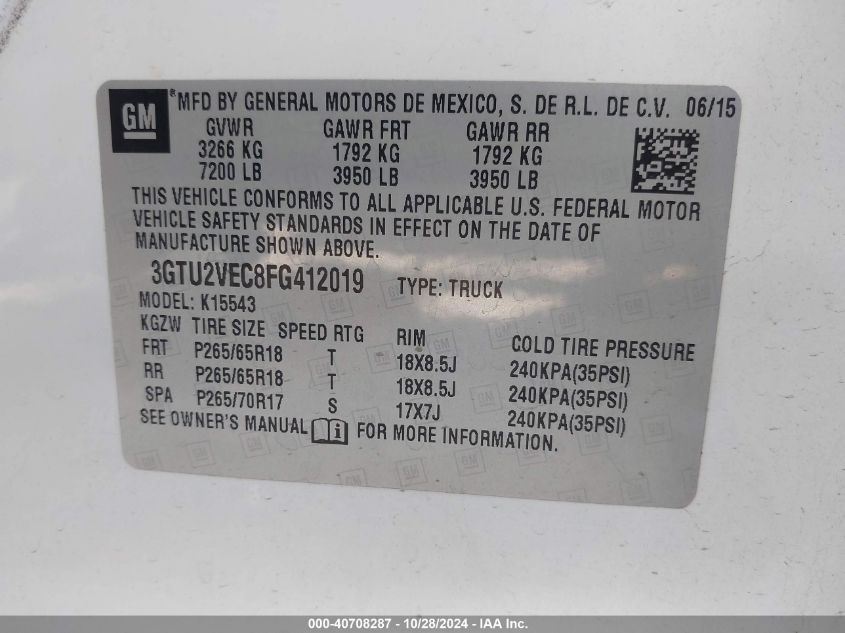 GM ® MFD BY GENERAL MOTORS DE MEXICO, S. DE R.L. DE C.V. 06/15
GVWR GAWR FRT GAWR RR
3266 KG 1792 KG 1792 KG
7200 LB 3950 LB 3950 LB
THIS VEHICLE CONFORMS TO ALL APPLICABLE U.S. FEDERAL MOTOR
VEHICLE SAFETY STANDARDS IN EFFECT ON THE DATE OF
MANUFACTURE SHOWN ABOVE.
3GTU2VEC8FG412019 TYPE: TRUCK
MODEL: K15543
KGZW TIRE SIZE SPEED RTG RIM COLD TIRE PRESSURE
FRT P265/65R18 T 18X8.5J 240KPA(35PSI)
RR P265/65R18 T 18X8.5J 240KPA(35PSI)
SPA P265/70R17 S 17X7J 240KPA(35PSI)
SEE OWNER'S MANUAL i FOR MORE INFORMATION.
000-40708287 - 10/28/2024 - IAA Inc.